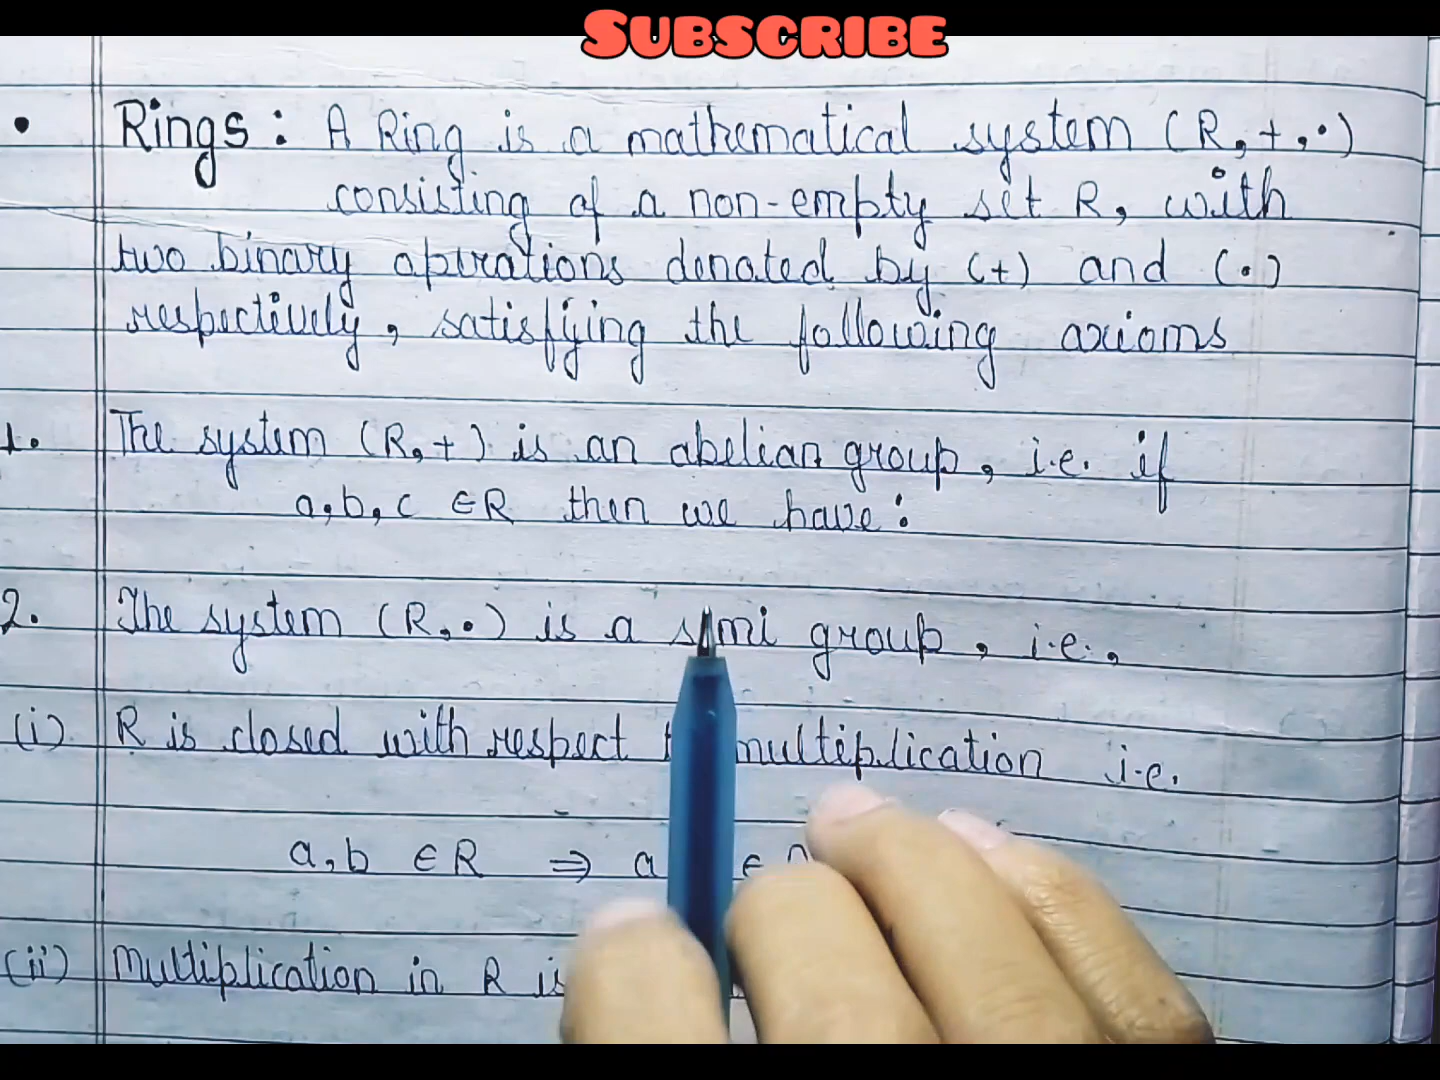 SUBSCRIBE
• Rings: A Ring is a mathematical system (R, +, •)
consisting of a non-empty set R, with
two binary operations denoted by (+) and (•)
respectively, satisfying the following axioms
1. The system (R, +) is an abelian group, i.e. if
a, b, c ∈ R then we have:
2. The system (R, •) is a semi group, i.e.,
(i) R is closed with respect multiplication i.e.
a, b ∈ R ⇒ a ∈
(ii) multiplication in R is